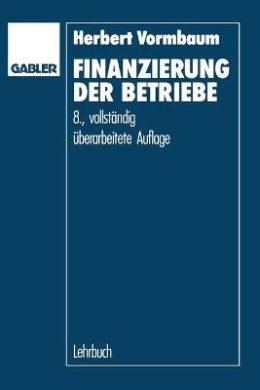 Herbert Vormbaum
GABLER
FINANZIERUNG
DER BETRIEBE
8., vollständig
überarbeitete Auflage
Lehrbuch